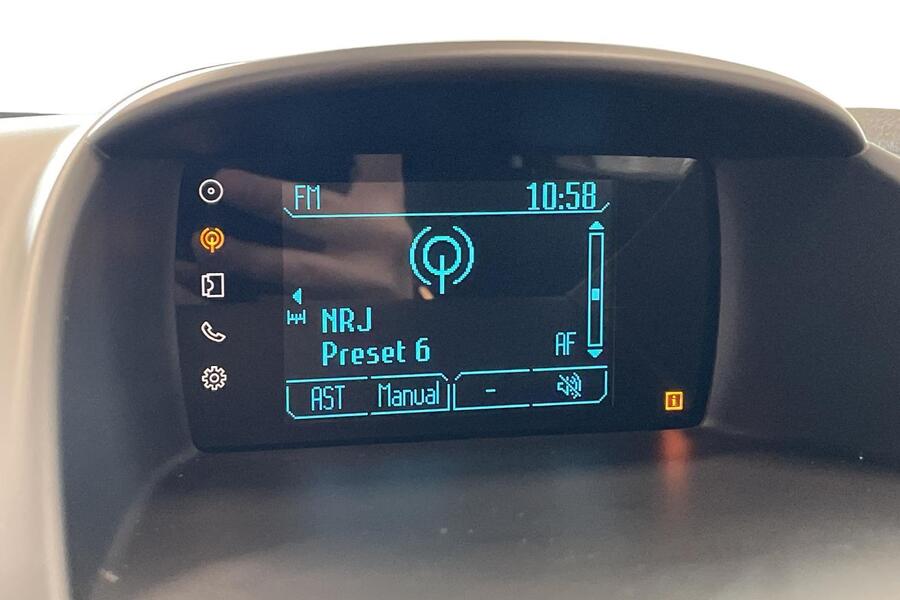 FM 10:58
NRJ
Preset 6 AF
AST Manual -
i